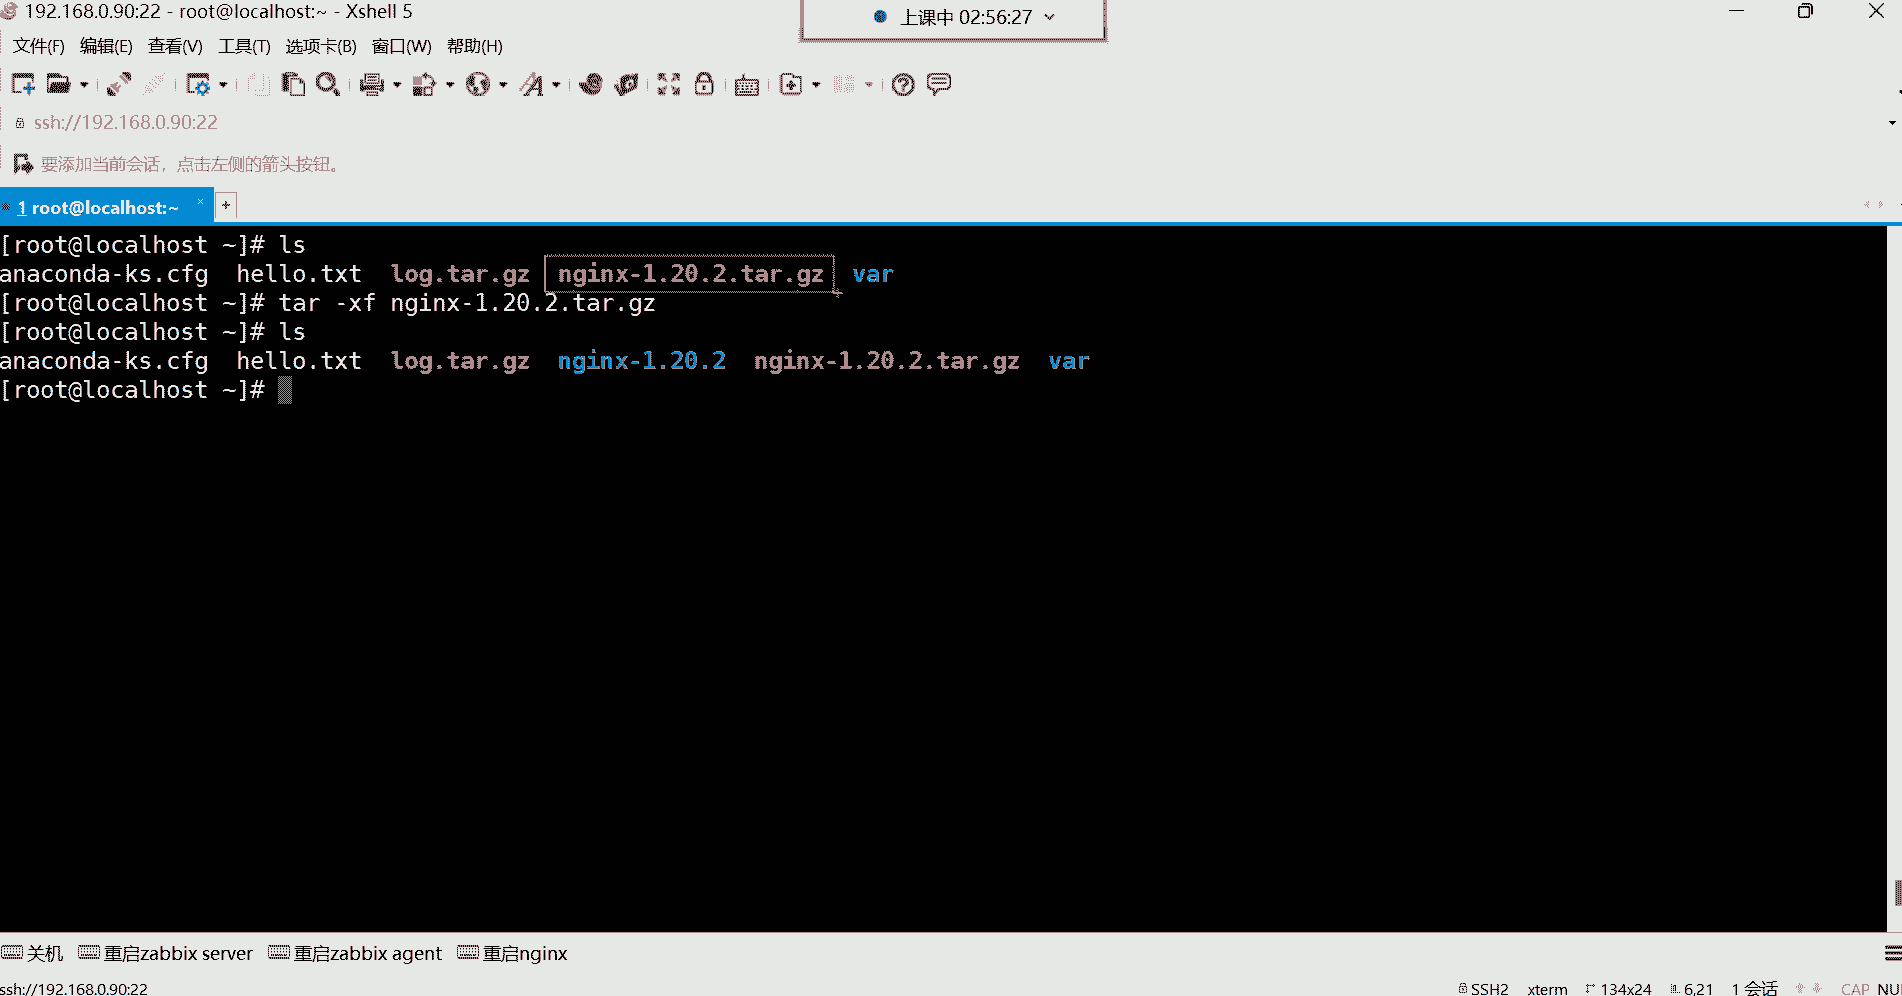 192.168.0.90:22 - root@localhost:~ - Xshell 5
上课中 02:56:27
文件(F) 编辑(E) 查看(V) 工具(T) 选项卡(B) 窗口(W) 帮助(H)
ssh://192.168.0.90:22
要添加当前会话，点击左侧的箭头按钮。
1 root@localhost:~ × +
[root@localhost ~]# ls
anaconda-ks.cfg  hello.txt  log.tar.gz  nginx-1.20.2.tar.gz  var
[root@localhost ~]# tar -xf nginx-1.20.2.tar.gz
[root@localhost ~]# ls
anaconda-ks.cfg  hello.txt  log.tar.gz  nginx-1.20.2  nginx-1.20.2.tar.gz  var
[root@localhost ~]#
关机 重启zabbix server 重启zabbix agent 重启nginx
ssh://192.168.0.90:22 SSH2 xterm 134x24 6,21 1 会话 CAP NU